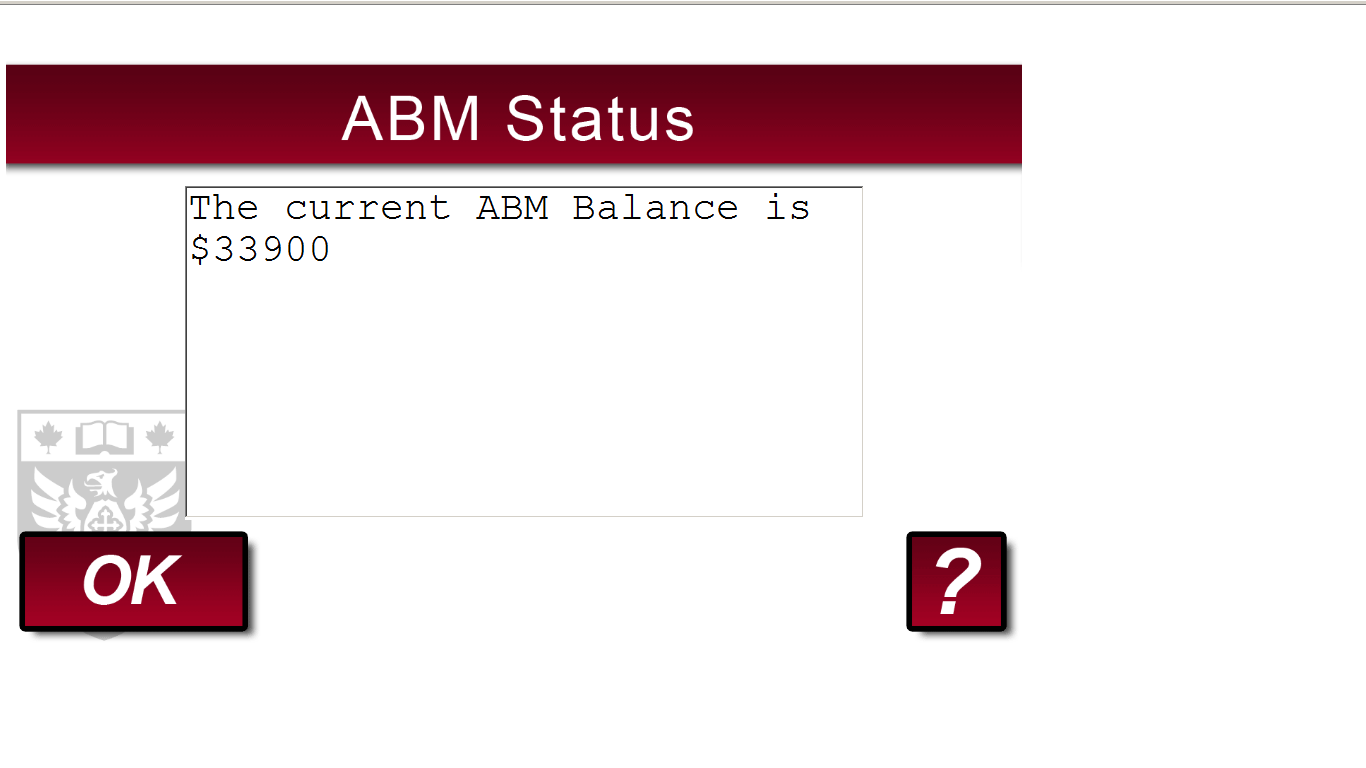 ABM Status
The current ABM Balance is
$33900
OK
?